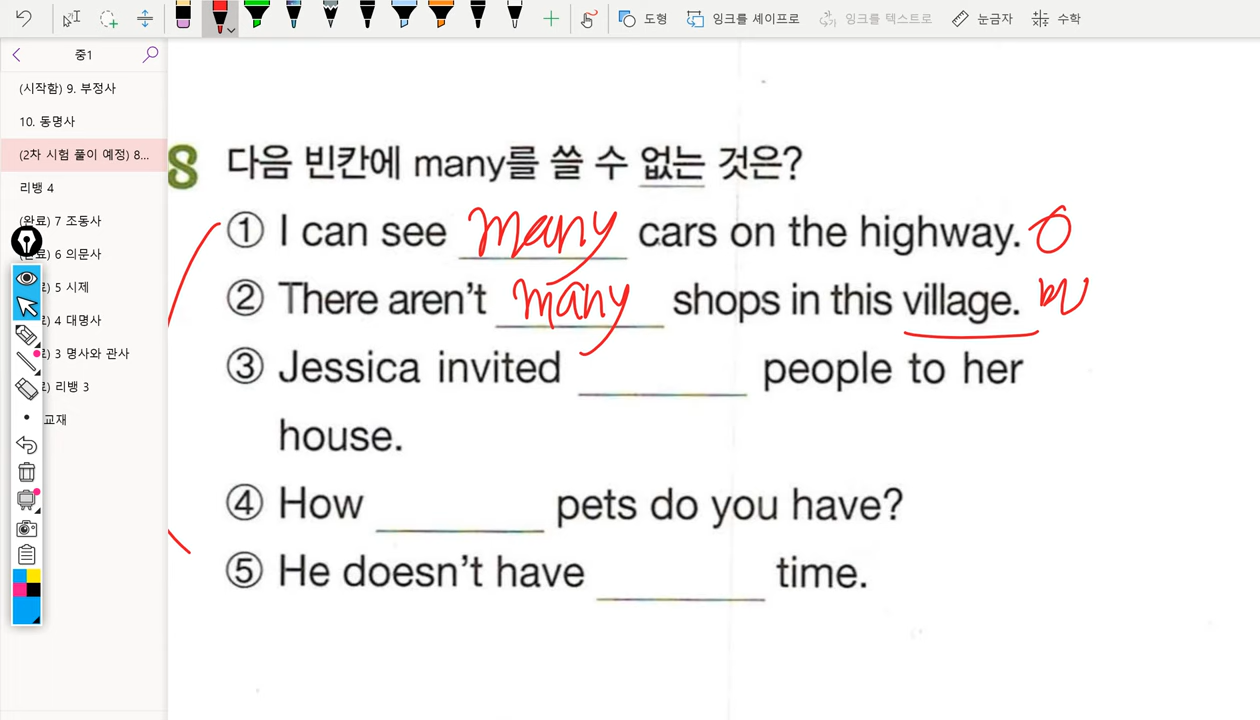 도형
잉크를 셰이프로
잉크를 텍스트로
눈금자
수학
중1
(시작함) 9. 부정사
10. 동명사
(2차 시험 풀이 예정) 8...
리뱅 4
(완료) 7 조동사
료) 6 의문사
료) 5 시제
료) 4 대명사
료) 3 명사와 관사
료) 리뱅 3
교재
8 다음 빈칸에 many를 쓸 수 없는 것은?
① I can see many cars on the highway. O
② There aren't many shops in this village.
③ Jessica invited ________ people to her
house.
④ How ________ pets do you have?
⑤ He doesn't have ________ time.